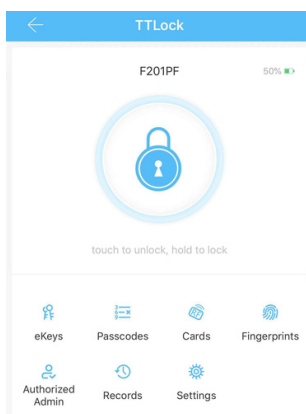 TTLock
F201PF
50%
touch to unlock, hold to lock
eKeys
Passcodes
Cards
Fingerprints
Authorized
Admin
Records
Settings